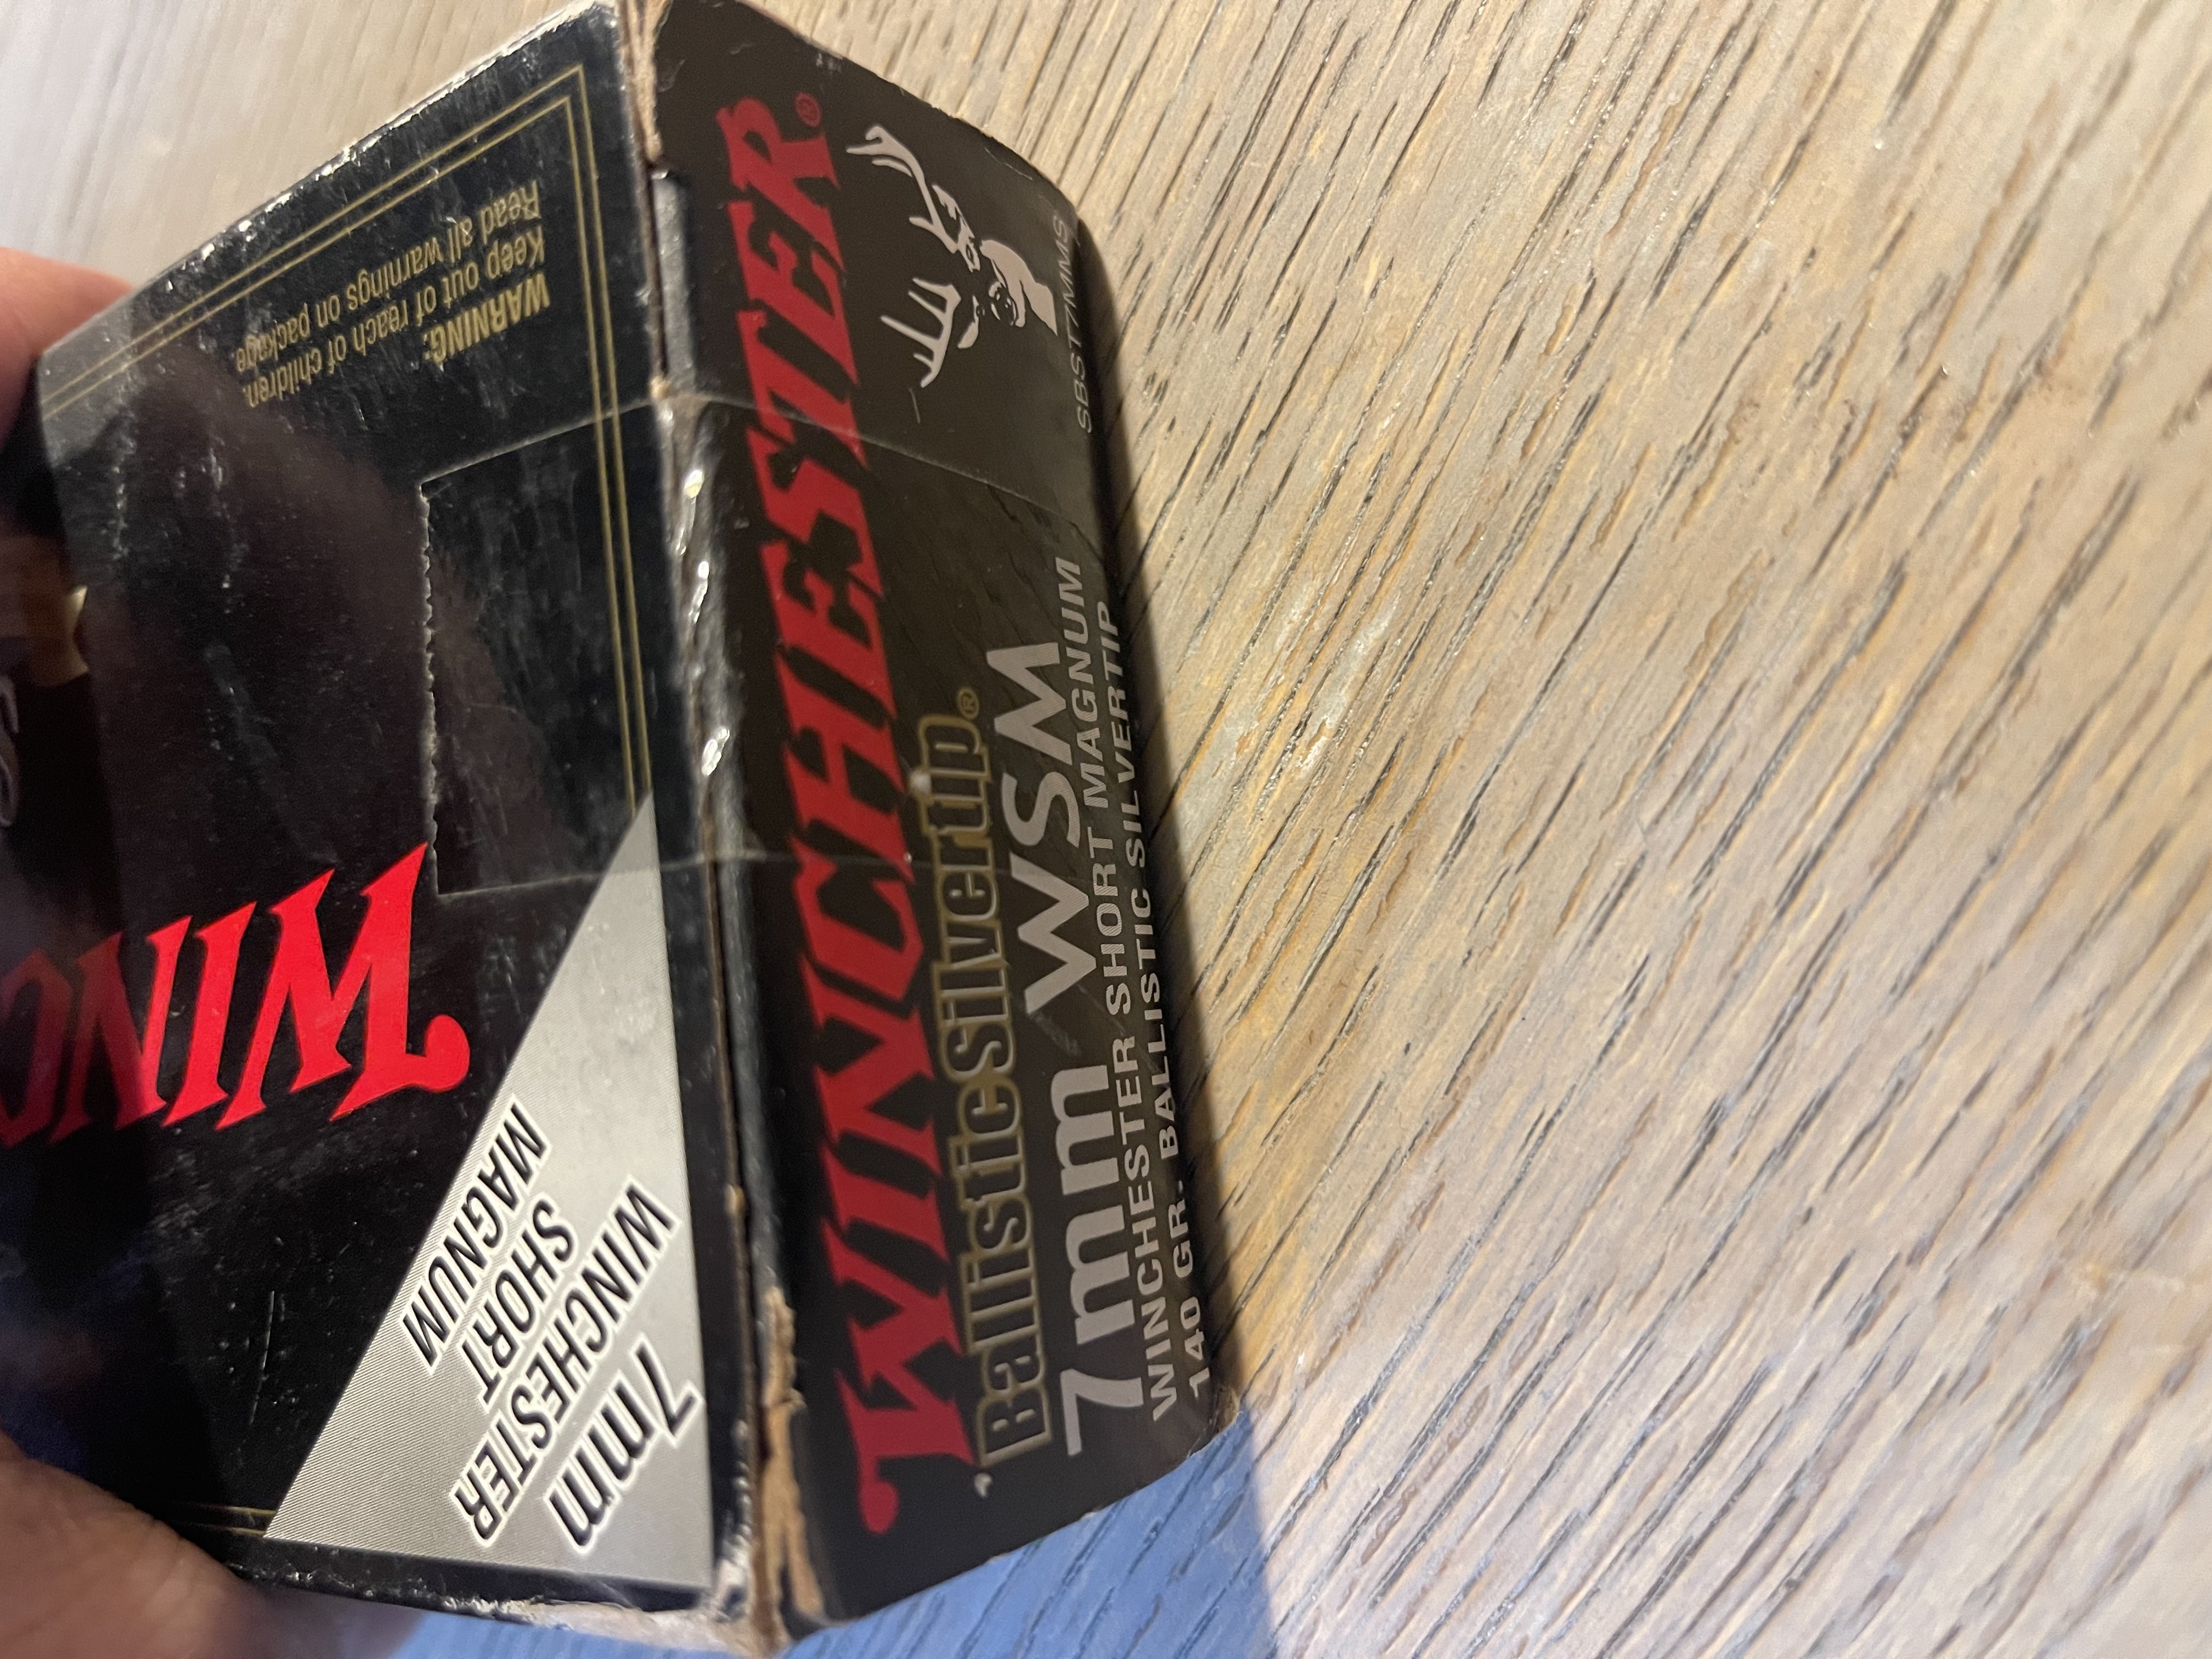 WINCHESTER®
Ballistic Silvertip®
7mm WSM
WINCHESTER SHORT MAGNUM
140 GR. BALLISTIC SILVERTIP
SBST7MMS
7mm
WINCHESTER
SHORT
MAGNUM
WINC
WARNING:
Keep out of reach of children.
Read all warnings on package